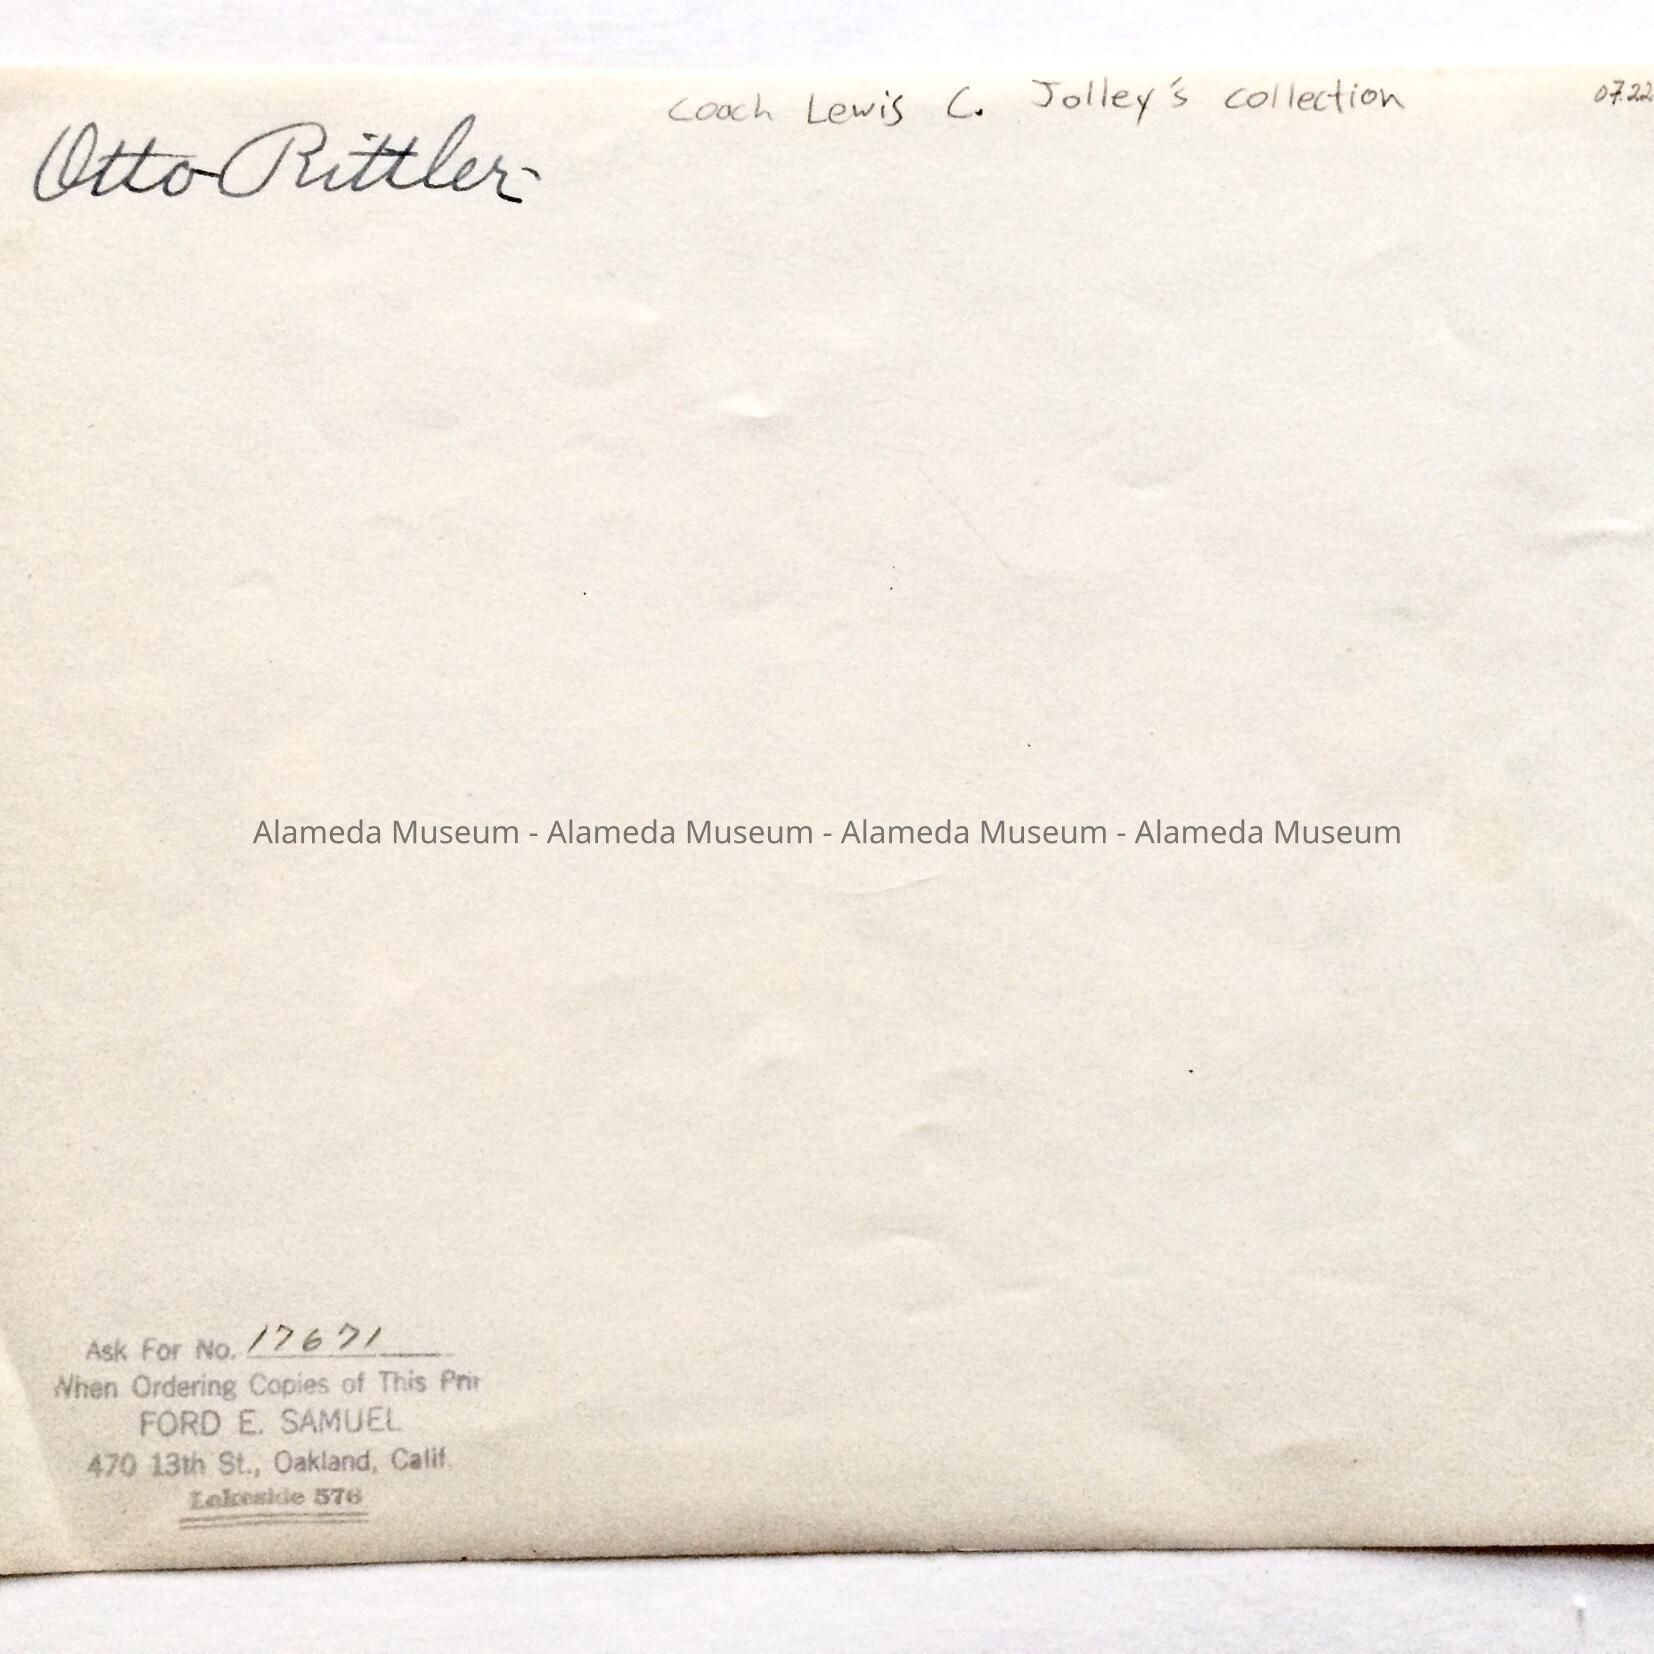 Coach Lewis C. Jolley's collection
07.22
Otto Rittler
Alameda Museum - Alameda Museum - Alameda Museum - Alameda Museum
Ask For No. 17671
When Ordering Copies of This Prin
FORD E. SAMUEL
470 13th St., Oakland, Calif.
Lakeside 576